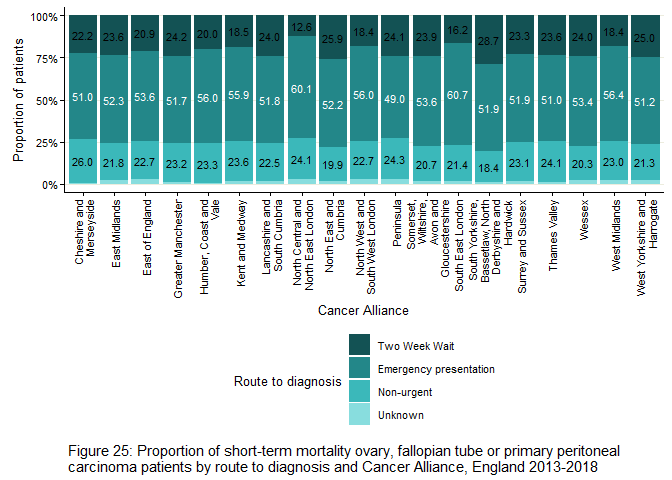 Proportion of patients
100%
75%
50%
25%
0%
22.2 23.6 20.9 24.2 20.0 18.5 24.0 12.6 25.9 18.4 24.1 23.9 16.2 28.7 23.3 23.6 24.0 18.4 25.0
51.0 52.3 53.6 51.7 56.0 55.9 51.8 60.1 52.2 56.0 49.0 53.6 60.7 51.9 51.9 51.0 53.4 56.4 51.2
26.0 21.8 22.7 23.2 23.3 23.6 22.5 24.1 19.9 22.7 24.3 20.7 21.4 18.4 23.1 24.1 20.3 23.0 21.3
Cheshire and
Merseyside
East Midlands
East of England
Greater Manchester
Humber, Coast and
Vale
Kent and Medway
Lancashire and
South Cumbria
North Central and
North East London
North East and
Cumbria
North West and
South West London
Peninsula
Somerset,
Wiltshire,
Avon and
Gloucestershire
South East London
South Yorkshire,
Bassetlaw, North
Derbyshire and
Hardwick
Surrey and Sussex
Thames Valley
Wessex
West Midlands
West Yorkshire and
Harrogate
Cancer Alliance
Route to diagnosis
Two Week Wait
Emergency presentation
Non-urgent
Unknown
Figure 25: Proportion of short-term mortality ovary, fallopian tube or primary peritoneal
carcinoma patients by route to diagnosis and Cancer Alliance, England 2013-2018